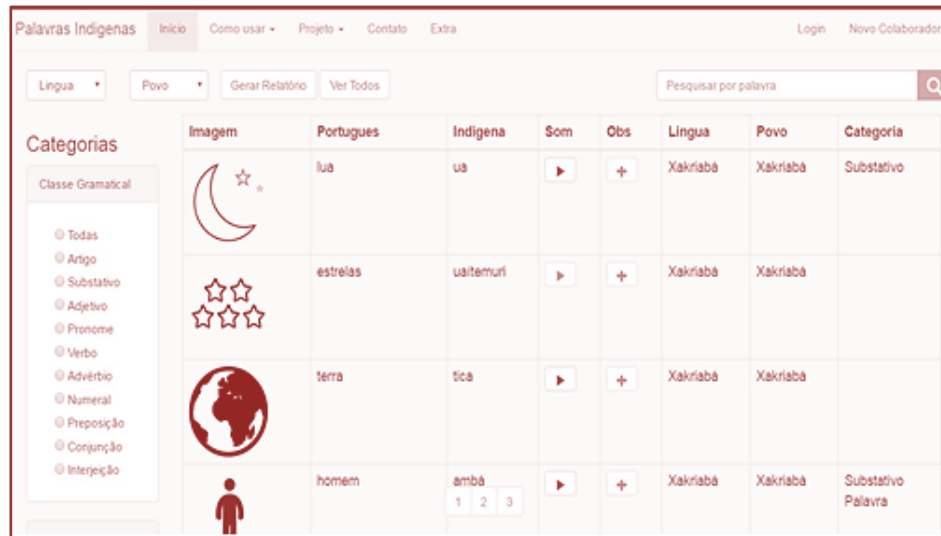 Palavras Indigenas Início Como usar Projeto Contato Extra Login Novo Colaborador
Lingua Povo Gerar Relatório Ver Todos Pesquisar por palavra
Categorias
Classe Gramatical
Todas
Artigo
Substativo
Adjetivo
Pronome
Verbo
Advérbio
Numeral
Preposição
Conjunção
Interjeição
Imagem Portugues Indigena Som Obs Lingua Povo Categoria
lua ua Xakriabá Xakriabá Substativo
estrelas uaitemuri Xakriabá Xakriabá
terra tica Xakriabá Xakriabá
homem ambá Xakriabá Xakriabá Substativo
Palavra
1 2 3